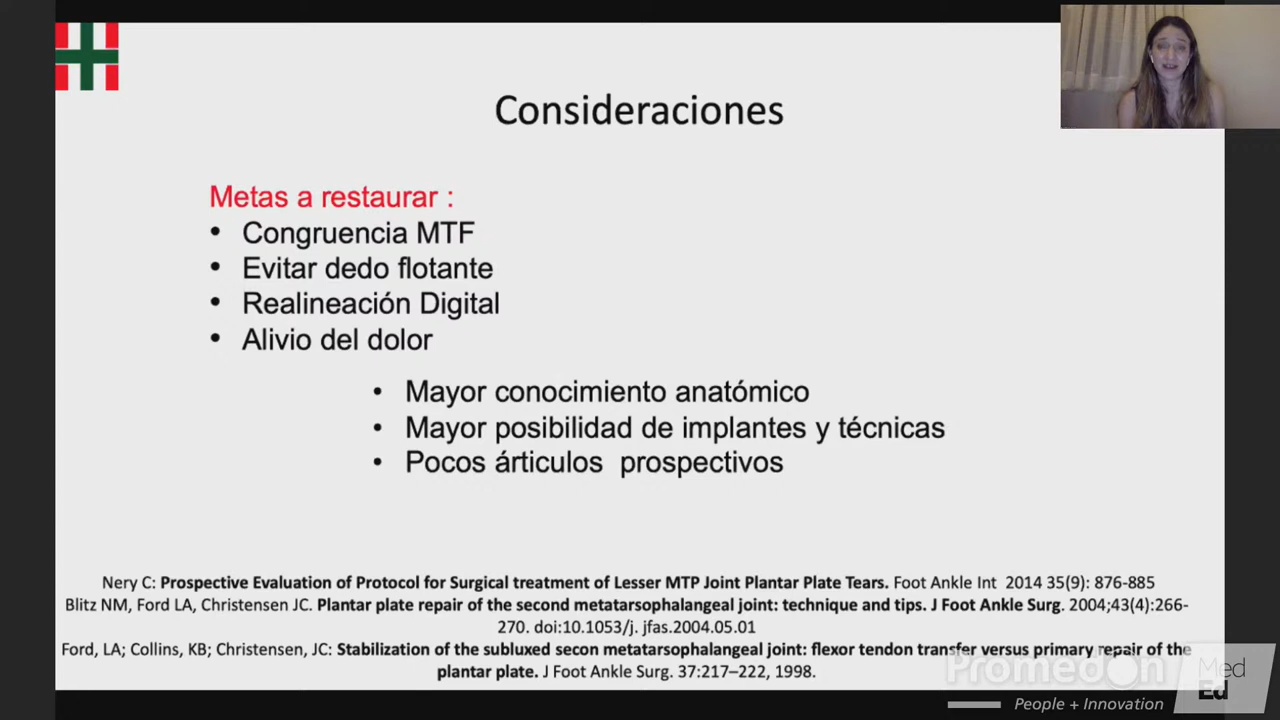 Consideraciones
Metas a restaurar :
• Congruencia MTF
• Evitar dedo flotante
• Realineación Digital
• Alivio del dolor
• Mayor conocimiento anatómico
• Mayor posibilidad de implantes y técnicas
• Pocos árticulos prospectivos
Nery C: Prospective Evaluation of Protocol for Surgical treatment of Lesser MTP Joint Plantar Plate Tears. Foot Ankle Int 2014 35(9): 876-885
Blitz NM, Ford LA, Christensen JC. Plantar plate repair of the second metatarsophalangeal joint: technique and tips. J Foot Ankle Surg. 2004;43(4):266-
270. doi:10.1053/j. jfas.2004.05.01
Ford, LA; Collins, KB; Christensen, JC: Stabilization of the subluxed secon metatarsophalangeal joint: flexor tendon transfer versus primary repair of the
plantar plate. J Foot Ankle Surg. 37:217–222, 1998.
Promedon
Med
Ed
People + Innovation